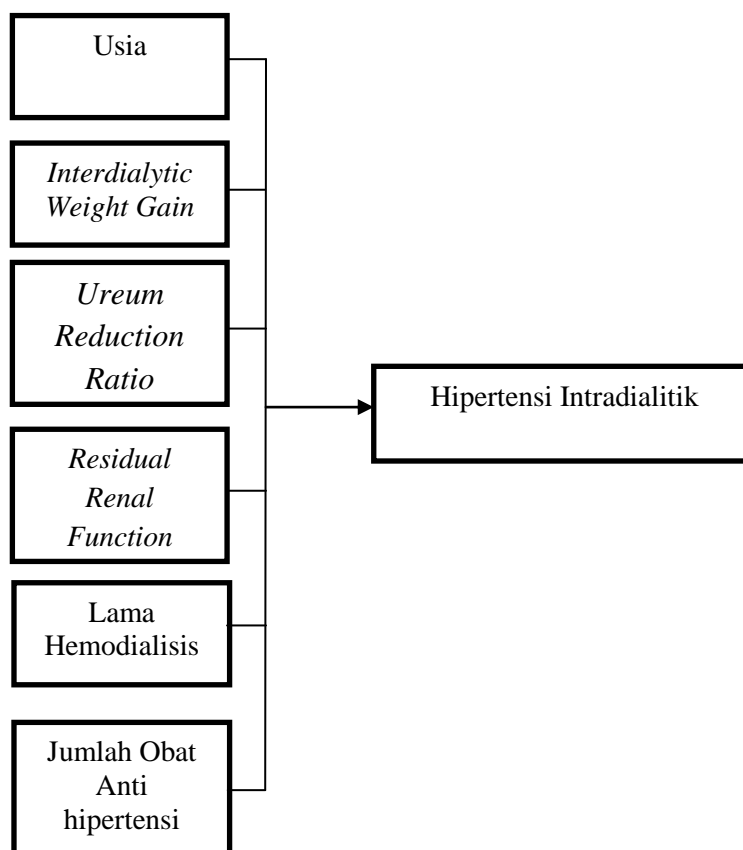 Usia
Interdialytic
Weight Gain
Ureum
Reduction
Ratio
Hipertensi Intradialitik
Residual
Renal
Function
Lama
Hemodialisis
Jumlah Obat
Anti
hipertensi